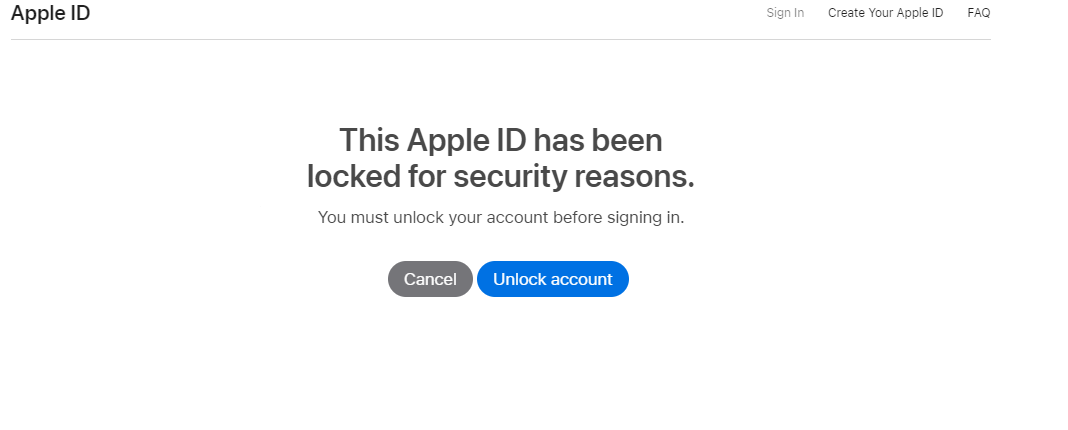 Apple ID
Sign In
Create Your Apple ID
FAQ
This Apple ID has been
locked for security reasons.
You must unlock your account before signing in.
Cancel
Unlock account